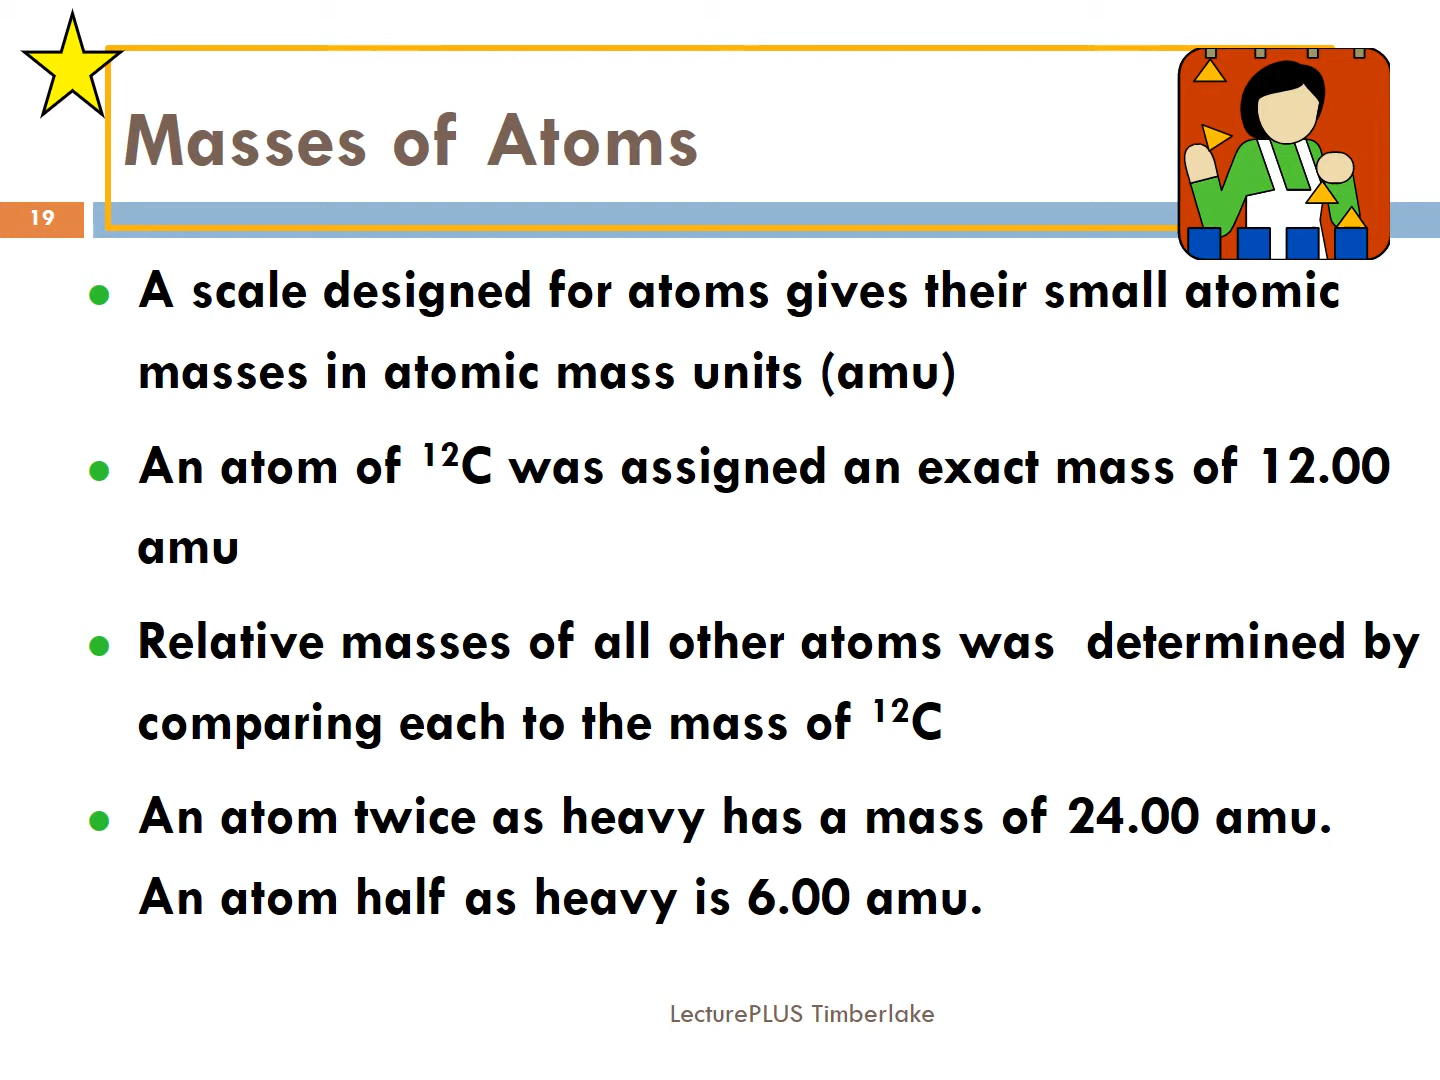 Masses of Atoms
19
• A scale designed for atoms gives their small atomic
masses in atomic mass units (amu)
• An atom of ¹²C was assigned an exact mass of 12.00
amu
• Relative masses of all other atoms was  determined by
comparing each to the mass of ¹²C
• An atom twice as heavy has a mass of 24.00 amu.
An atom half as heavy is 6.00 amu.
LecturePLUS Timberlake